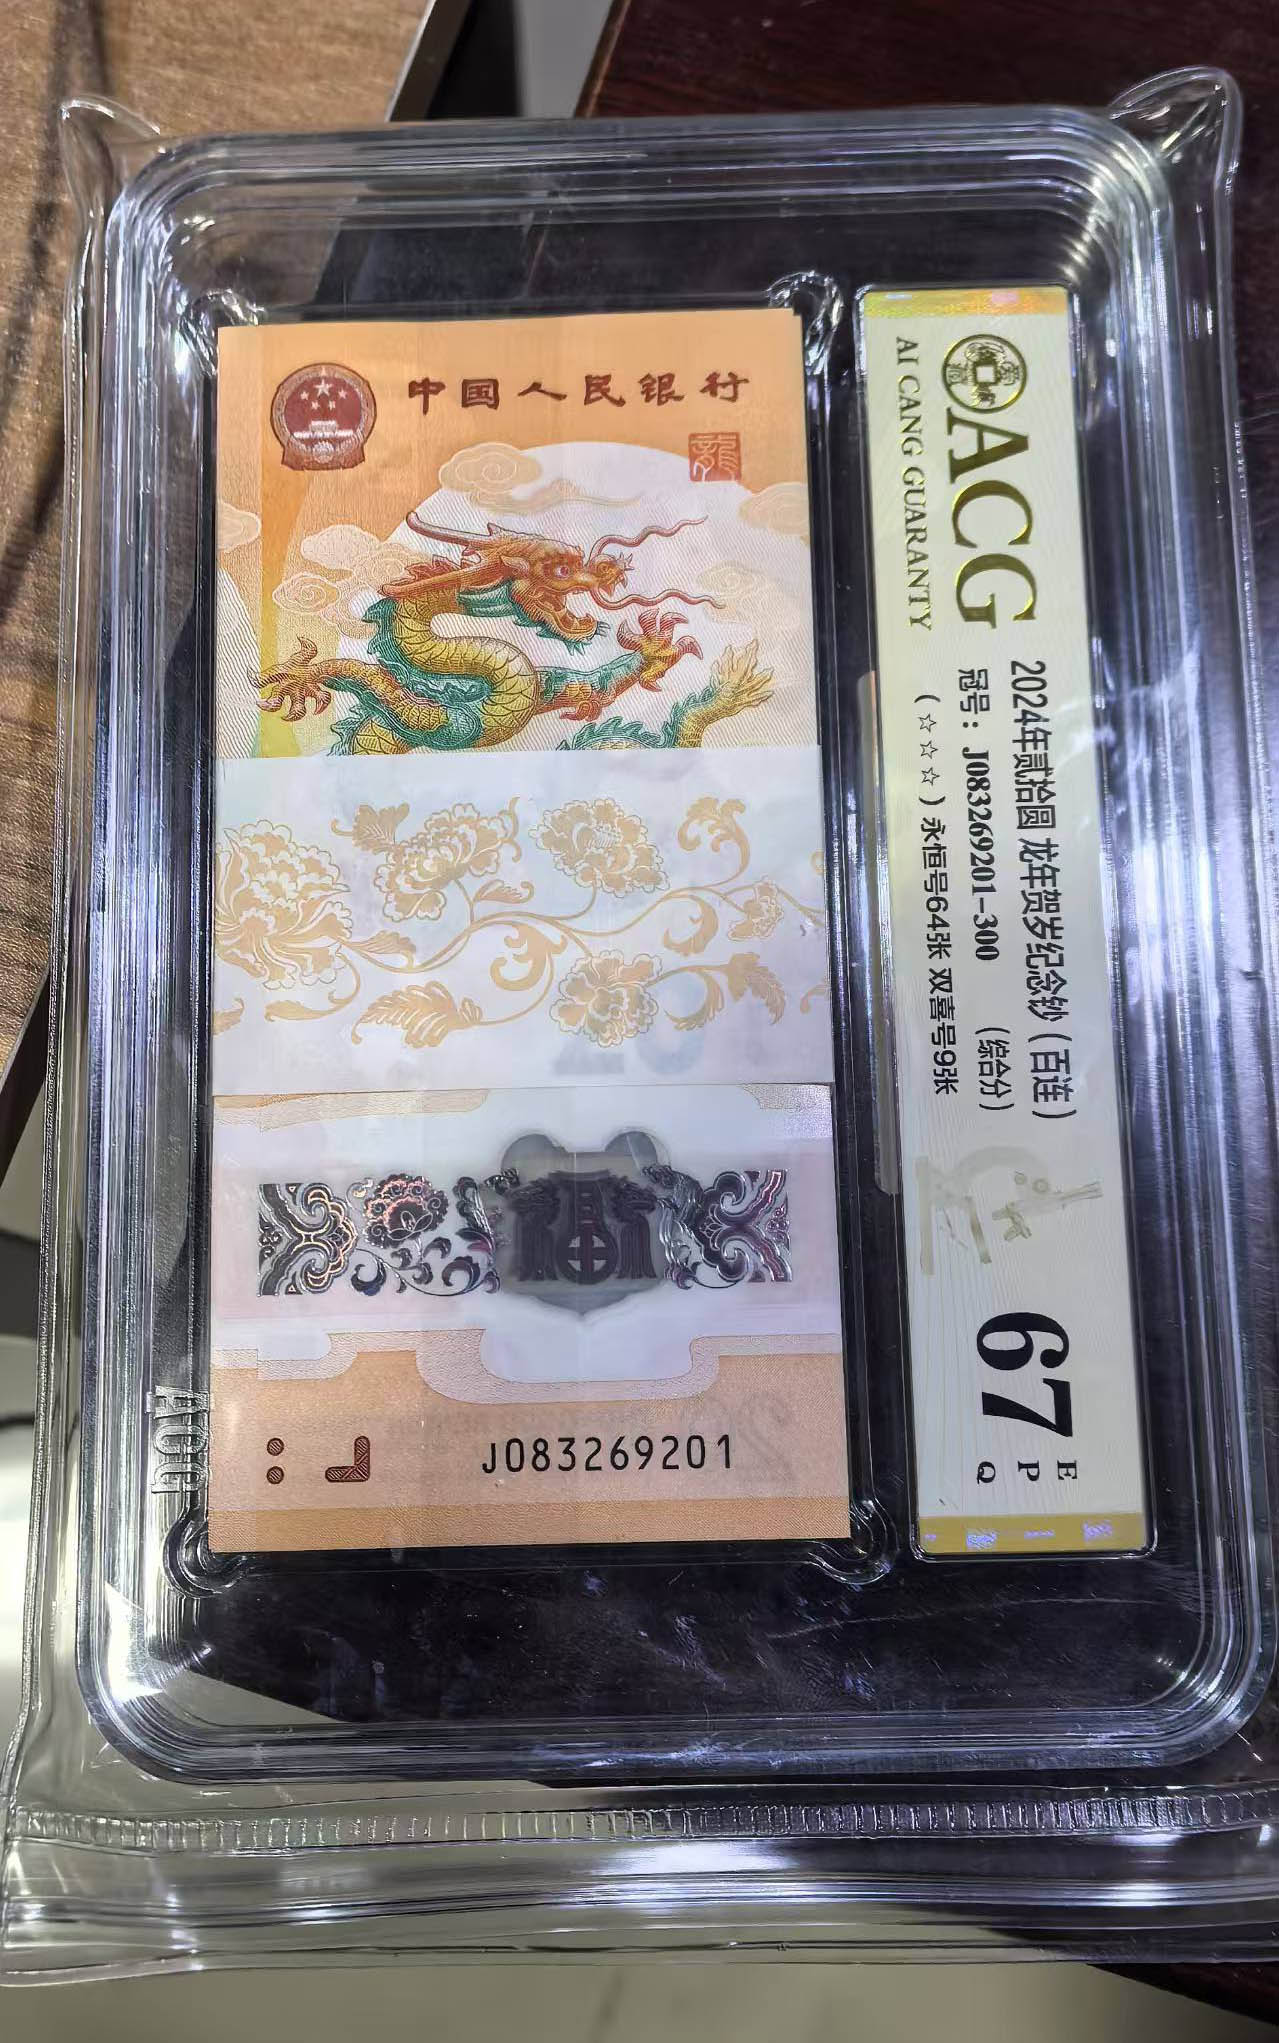 中国人民银行
龍
J083269201
ACG
AI CANG GUARANTY
2024年贰拾圆 龙年贺岁纪念钞（百连）
冠号：J083269201-300 （综合分）
（☆☆☆）永恒号64张 双喜号9张
67 EPQ
ACG